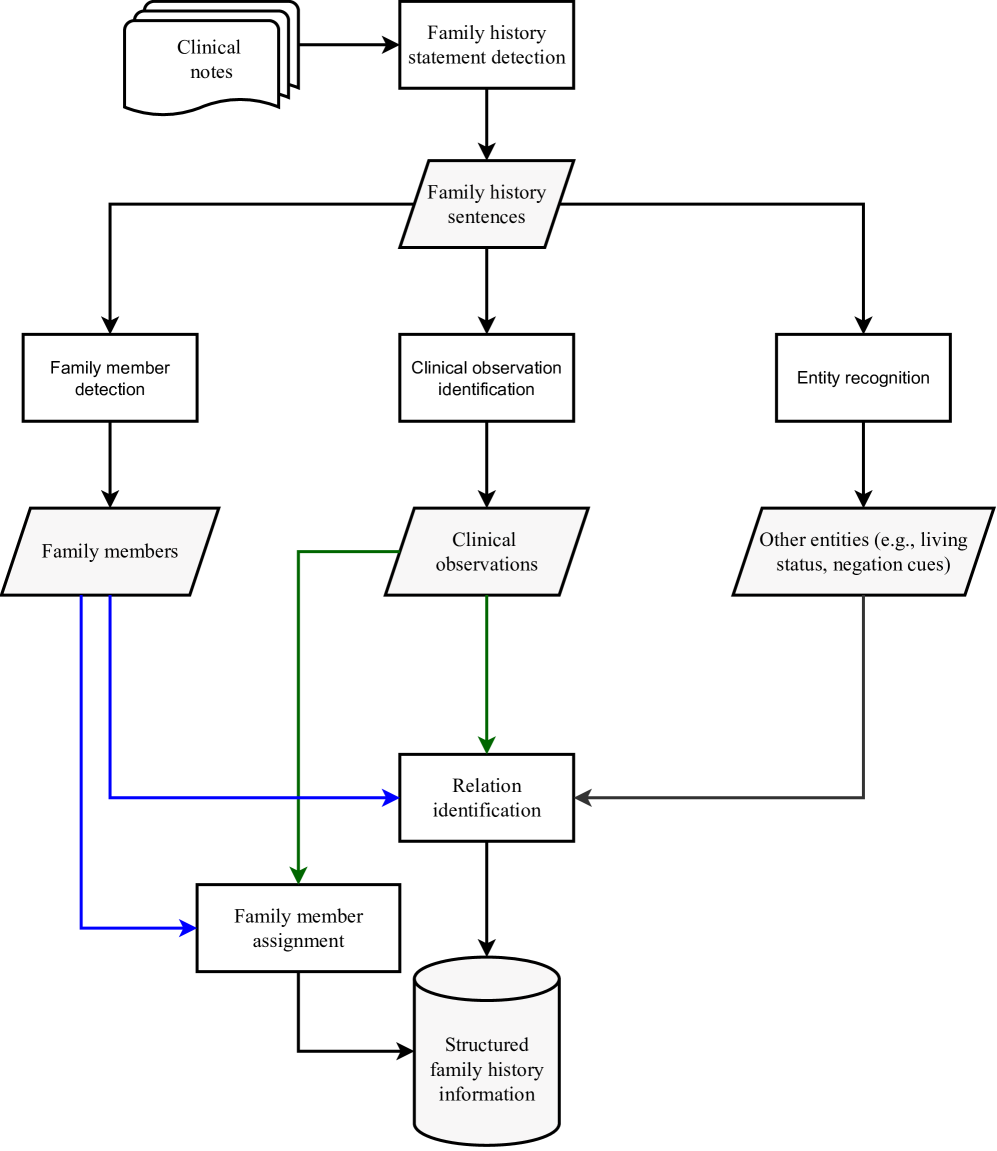 Clinical
notes
Family history
statement detection
Family history
sentences
Family member
detection
Clinical observation
identification
Entity recognition
Family members
Clinical
observations
Other entities (e.g., living
status, negation cues)
Relation
identification
Family member
assignment
Structured
family history
information